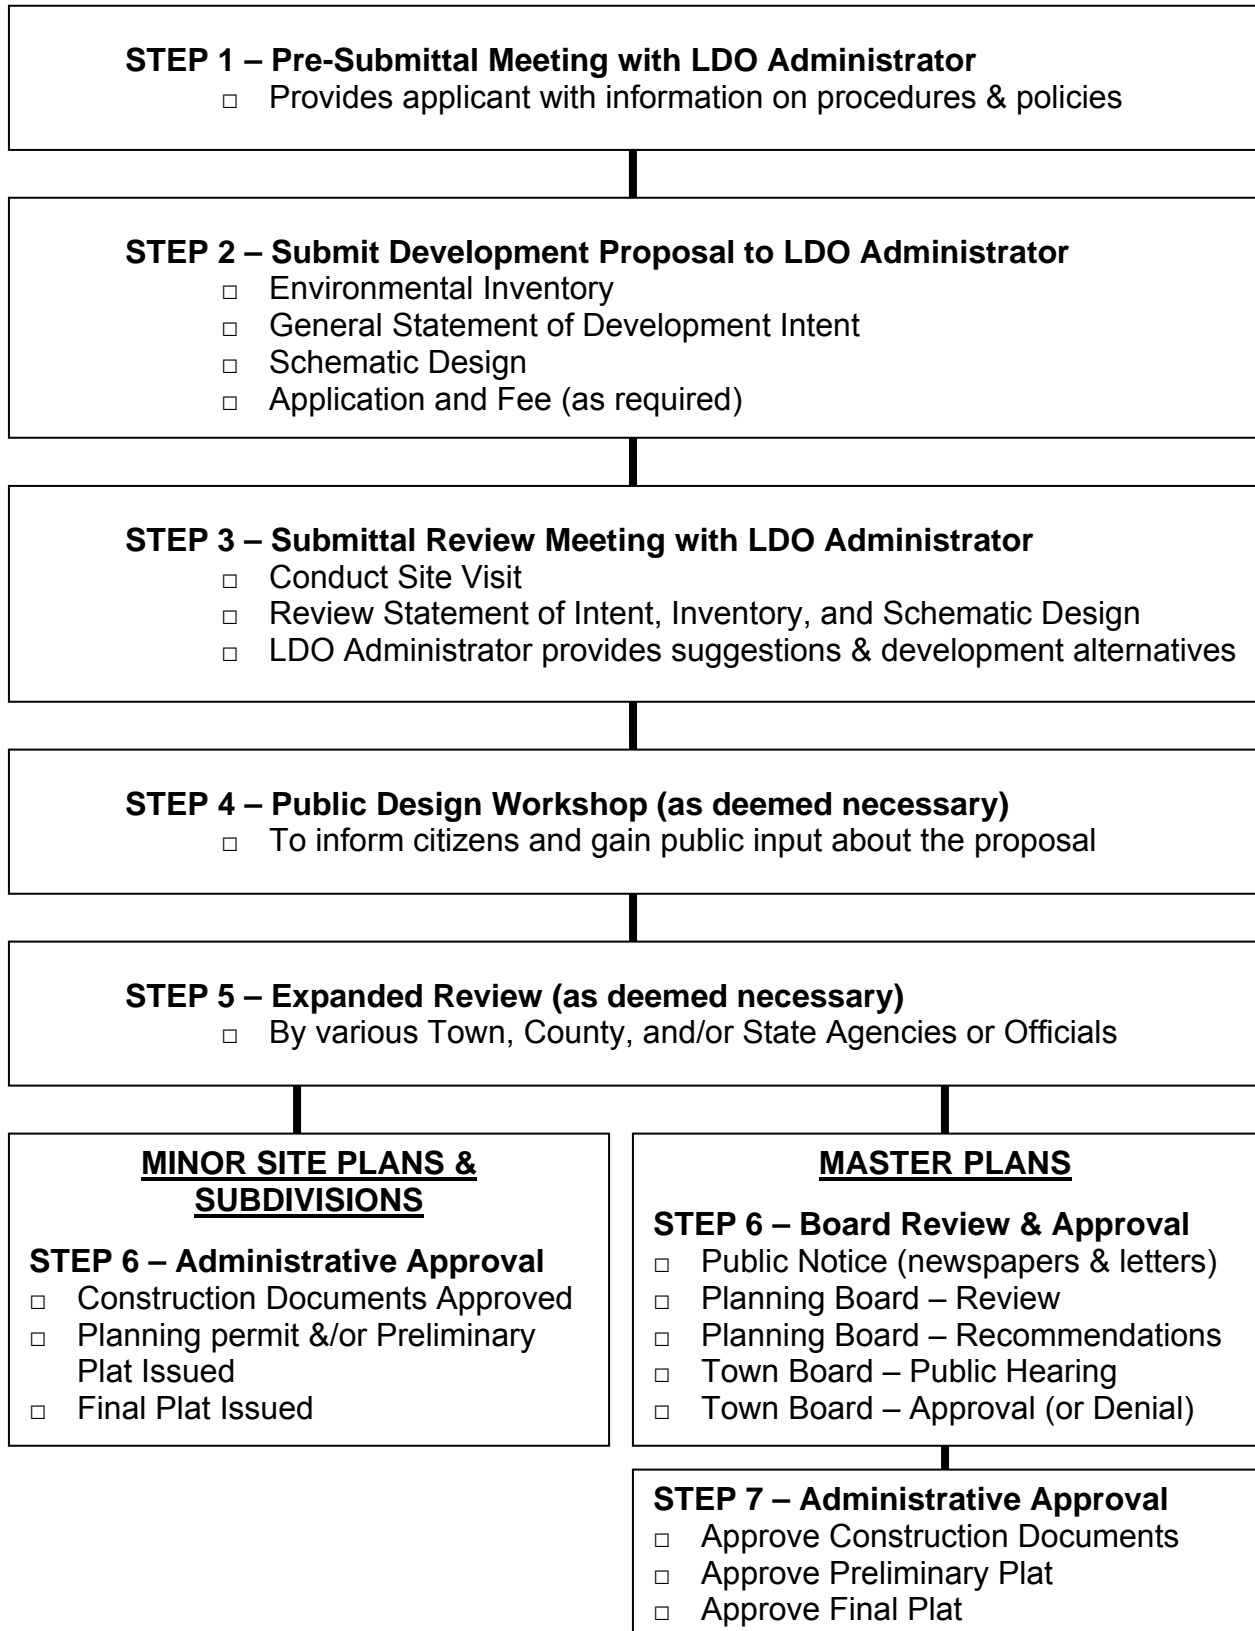 STEP 1 – Pre-Submittal Meeting with LDO Administrator
□ Provides applicant with information on procedures & policies
STEP 2 – Submit Development Proposal to LDO Administrator
□ Environmental Inventory
□ General Statement of Development Intent
□ Schematic Design
□ Application and Fee (as required)
STEP 3 – Submittal Review Meeting with LDO Administrator
□ Conduct Site Visit
□ Review Statement of Intent, Inventory, and Schematic Design
□ LDO Administrator provides suggestions & development alternatives
STEP 4 – Public Design Workshop (as deemed necessary)
□ To inform citizens and gain public input about the proposal
STEP 5 – Expanded Review (as deemed necessary)
□ By various Town, County, and/or State Agencies or Officials
MINOR SITE PLANS &
SUBDIVISIONS
STEP 6 – Administrative Approval
□ Construction Documents Approved
□ Planning permit &/or Preliminary
Plat Issued
□ Final Plat Issued
MASTER PLANS
STEP 6 – Board Review & Approval
□ Public Notice (newspapers & letters)
□ Planning Board – Review
□ Planning Board – Recommendations
□ Town Board – Public Hearing
□ Town Board – Approval (or Denial)
STEP 7 – Administrative Approval
□ Approve Construction Documents
□ Approve Preliminary Plat
□ Approve Final Plat